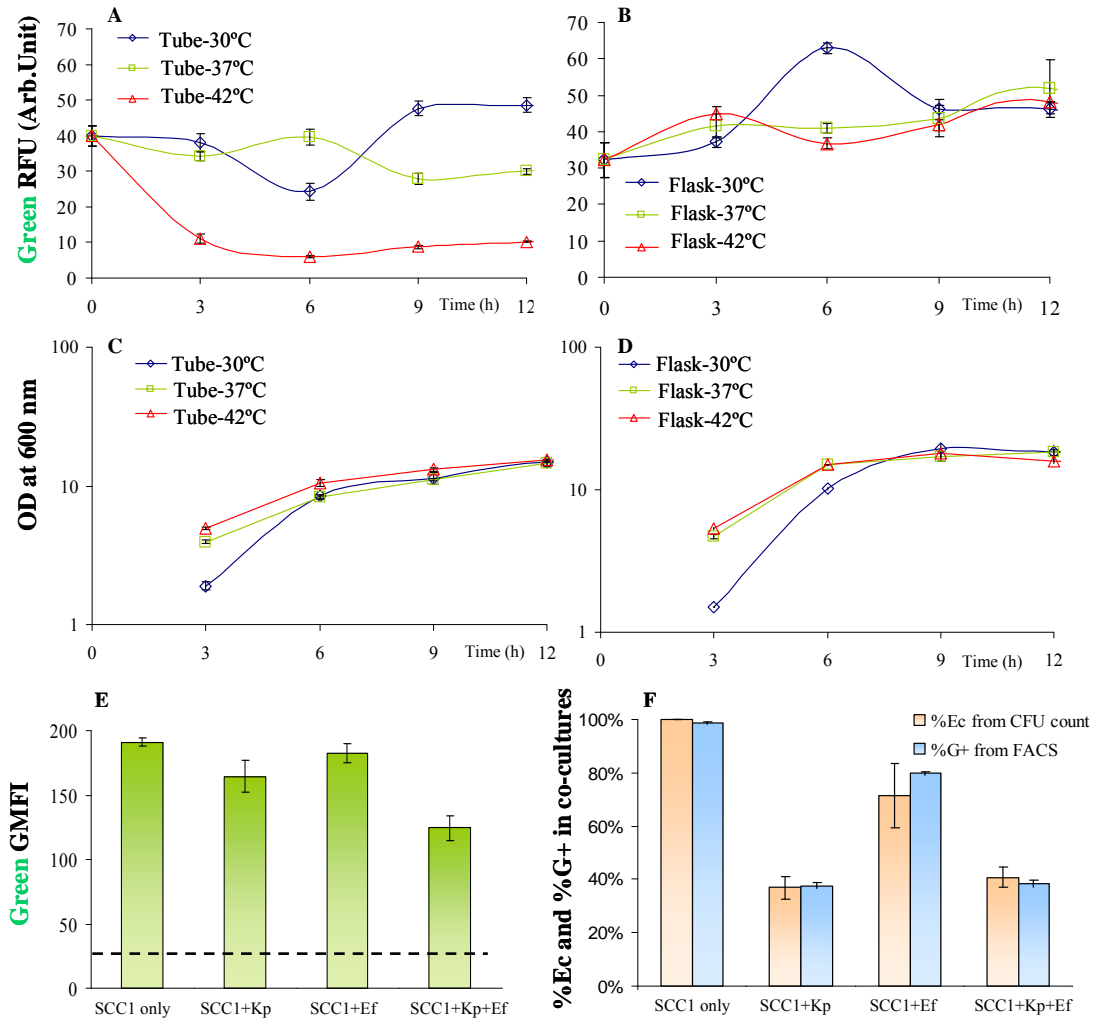 A
Tube-30ºC
Tube-37ºC
Tube-42ºC
Green RFU (Arb.Unit)
70
60
50
40
30
20
10
0
0
3
6
9
12
Time (h)
B
Flask-30ºC
Flask-37ºC
Flask-42ºC
70
60
50
40
30
20
10
0
0
3
6
9
12
Time (h)
C
Tube-30ºC
Tube-37ºC
Tube-42ºC
OD at 600 nm
100
10
1
0
3
6
9
12
Time (h)
D
Flask-30ºC
Flask-37ºC
Flask-42ºC
100
10
1
0
3
6
9
12
Time (h)
E
Green GMFI
200
150
100
50
0
SCC1 only
SCC1+Kp
SCC1+Ef
SCC1+Kp+Ef
F
%Ec and %G+ in co-cultures
%Ec from CFU count
%G+ from FACS
100%
80%
60%
40%
20%
0%
SCC1 only
SCC1+Kp
SCC1+Ef
SCC1+Kp+Ef